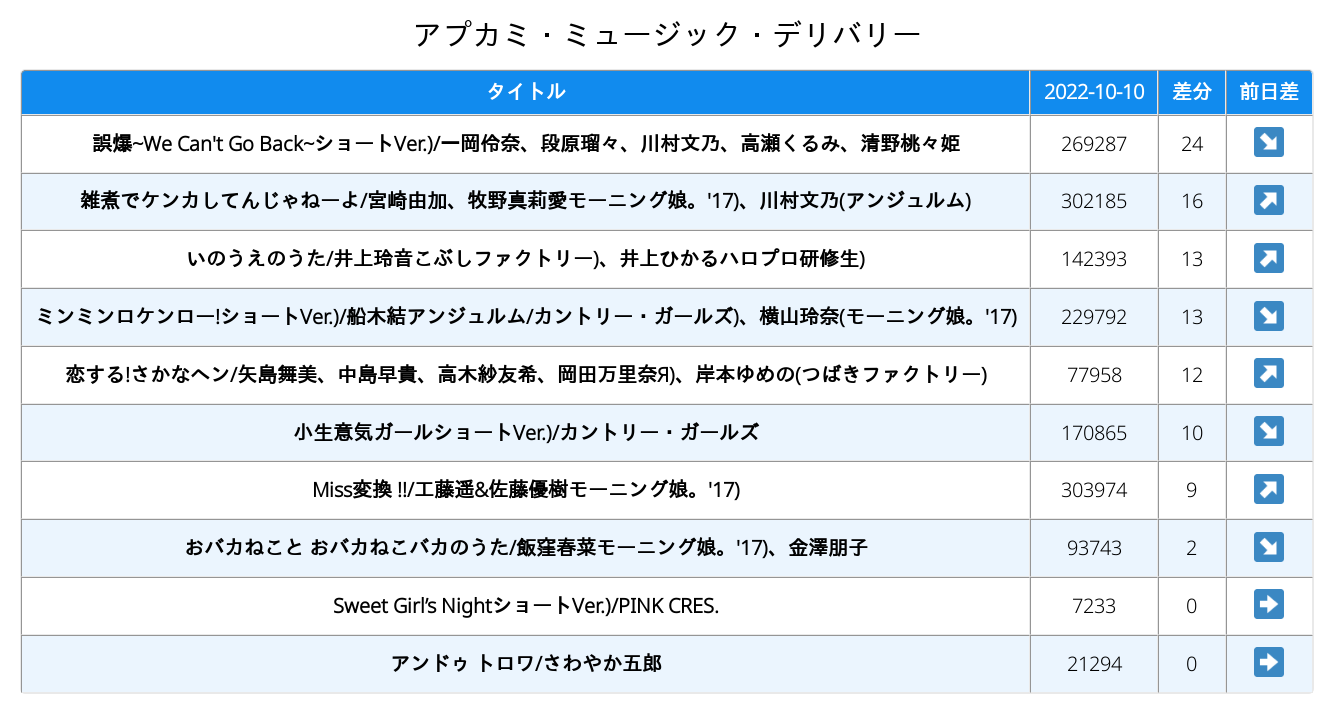 アプカミ・ミュージック・デリバリー
タイトル 2022-10-10 差分 前日差
誤爆~We Can't Go Back~ショートVer.)/一岡伶奈、段原瑠々、川村文乃、高瀬くるみ、清野桃々姫 269287 24
雑煮でケンカしてんじゃねーよ/宮崎由加、牧野真莉愛モーニング娘。'17)、川村文乃(アンジュルム) 302185 16
いのうえのうた/井上玲音こぶしファクトリー)、井上ひかるハロプロ研修生) 142393 13
ミンミンロケンロー!ショートVer.)/船木結アンジュルム/カントリー・ガールズ)、横山玲奈(モーニング娘。'17) 229792 13
恋する!さかなヘン/矢島舞美、中島早貴、高木紗友希、岡田万里奈Я)、岸本ゆめの(つばきファクトリー) 77958 12
小生意気ガールショートVer.)/カントリー・ガールズ 170865 10
Miss変換 !!/工藤遥&佐藤優樹モーニング娘。'17) 303974 9
おバカねこと おバカねこバカのうた/飯窪春菜モーニング娘。'17)、金澤朋子 93743 2
Sweet Girl’s NightショートVer.)/PINK CRES. 7233 0
アンドゥ トロワ/さわやか五郎 21294 0